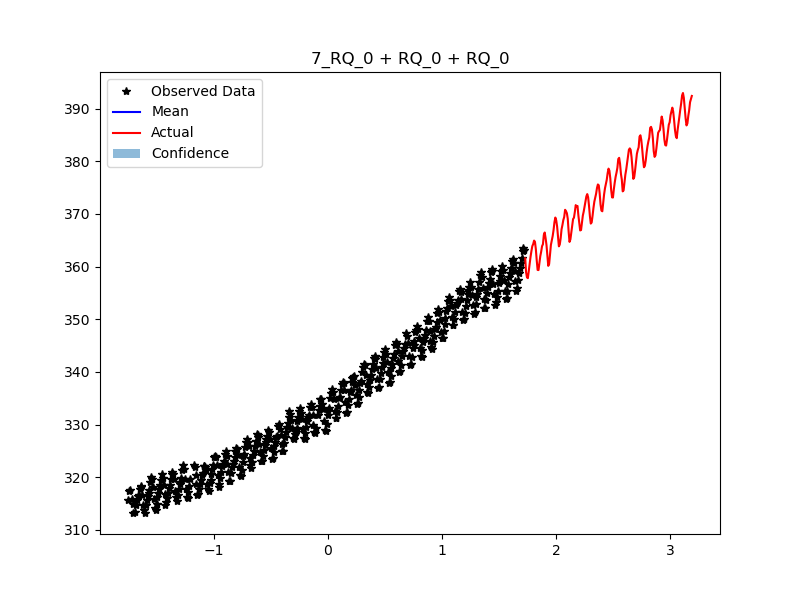 7_RQ_0 + RQ_0 + RQ_0
Observed Data
Mean
Actual
Confidence
390
380
370
360
350
340
330
320
310
−1
0
1
2
3